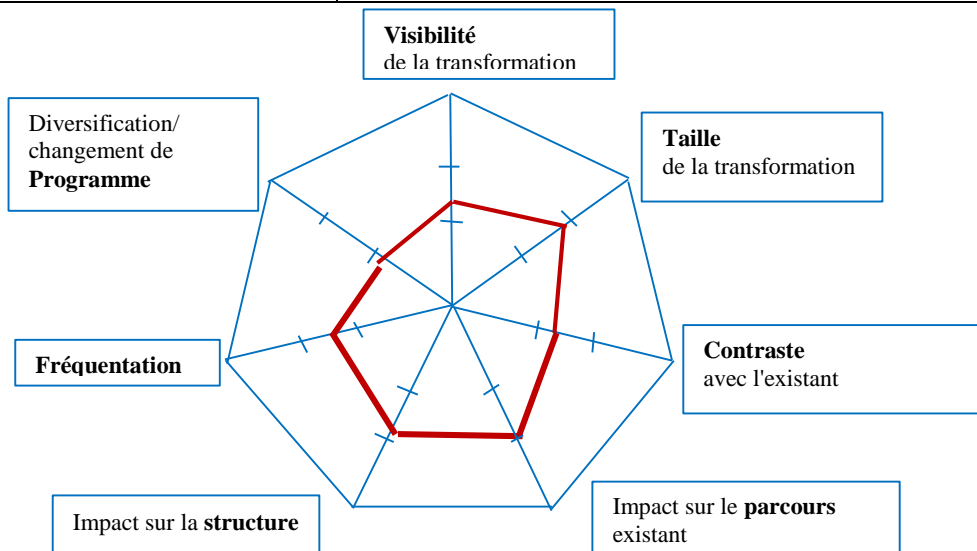 Visibilité
de la transformation
Diversification/
changement de
Programme
Taille
de la transformation
Fréquentation
Contraste
avec l'existant
Impact sur la structure
Impact sur le parcours
existant